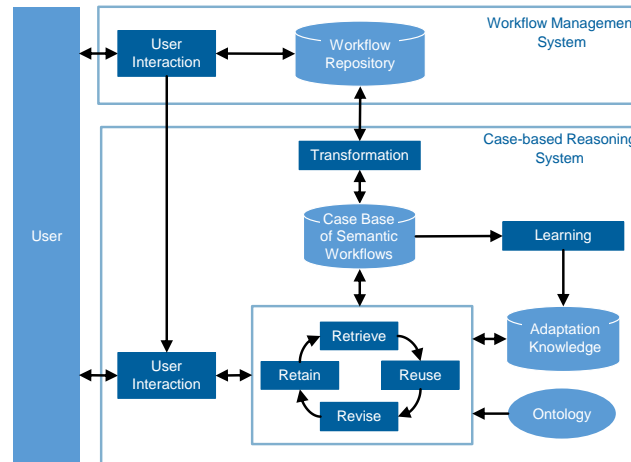 Workflow Management
System
User
Interaction
Workflow
Repository
Case-based Reasoning
System
Transformation
User
Case Base
of Semantic
Workflows
Learning
Retrieve
Adaptation
Knowledge
User
Interaction
Retain
Reuse
Revise
Ontology